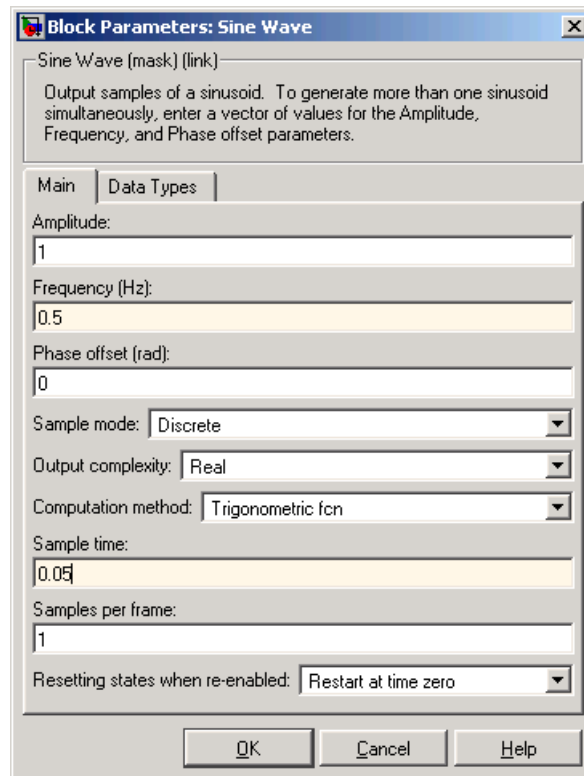 Block Parameters: Sine Wave
Sine Wave (mask) (link)
Output samples of a sinusoid. To generate more than one sinusoid
simultaneously, enter a vector of values for the Amplitude,
Frequency, and Phase offset parameters.
Main Data Types
Amplitude:
1
Frequency (Hz):
0.5
Phase offset (rad):
0
Sample mode: Discrete
Output complexity: Real
Computation method: Trigonometric fcn
Sample time:
0.05
Samples per frame:
1
Resetting states when re-enabled: Restart at time zero
OK Cancel Help